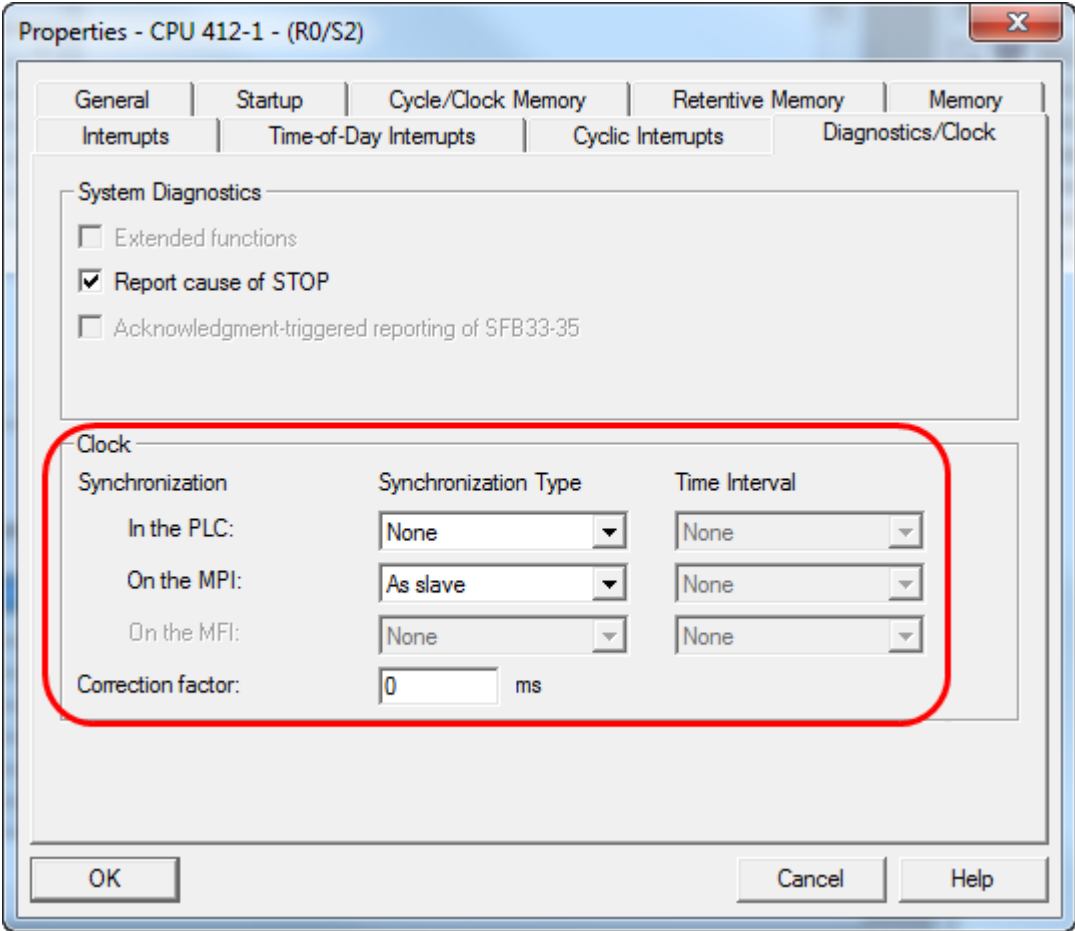 Properties - CPU 412-1 - (R0/S2)
General Startup Cycle/Clock Memory Retentive Memory Memory
Interrupts Time-of-Day Interrupts Cyclic Interrupts Diagnostics/Clock
System Diagnostics
Extended functions
Report cause of STOP
Acknowledgment-triggered reporting of SFB33-35
Clock
Synchronization Synchronization Type Time Interval
In the PLC: None None
On the MPI: As slave None
On the MFI: None None
Correction factor: 0 ms
OK Cancel Help